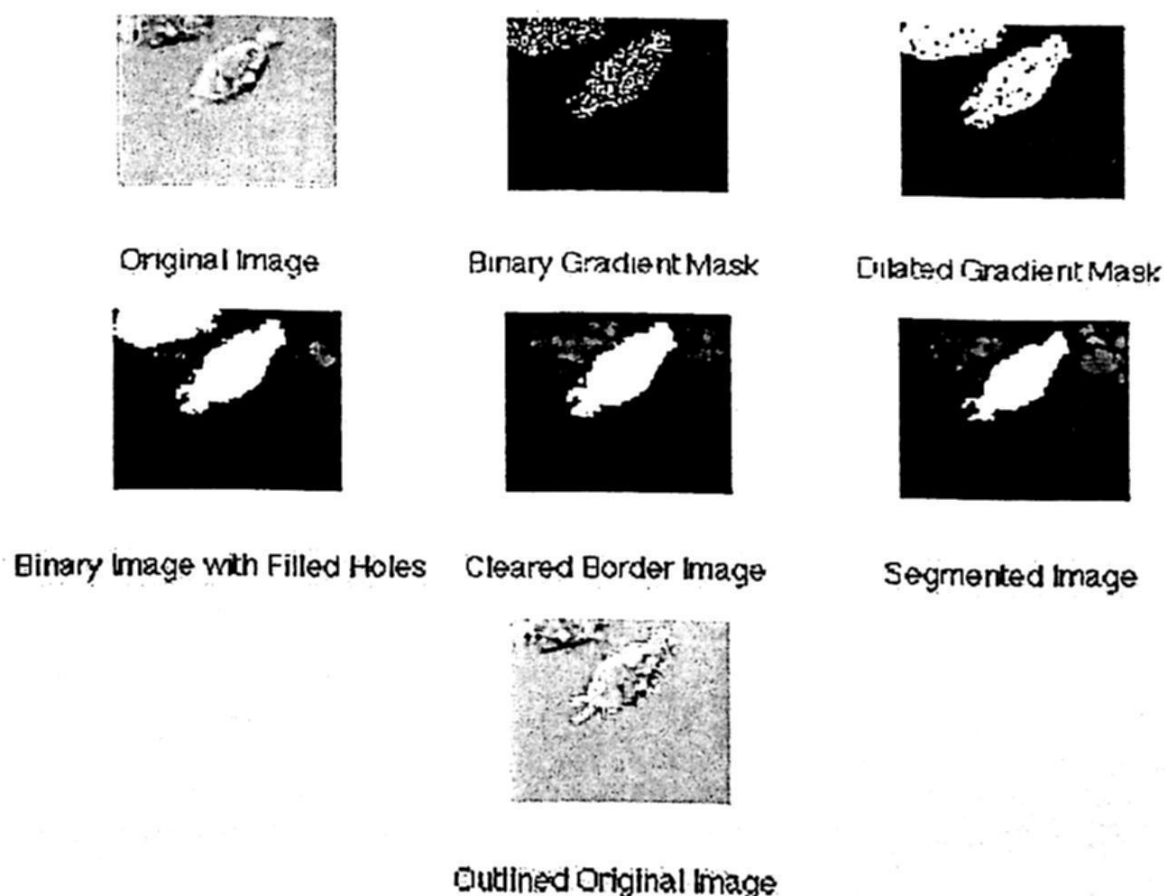 Original Image
Binary Gradient Mask
Dilated Gradient Mask
Binary Image with Filled Holes
Cleared Border Image
Segmented Image
Outlined Original Image